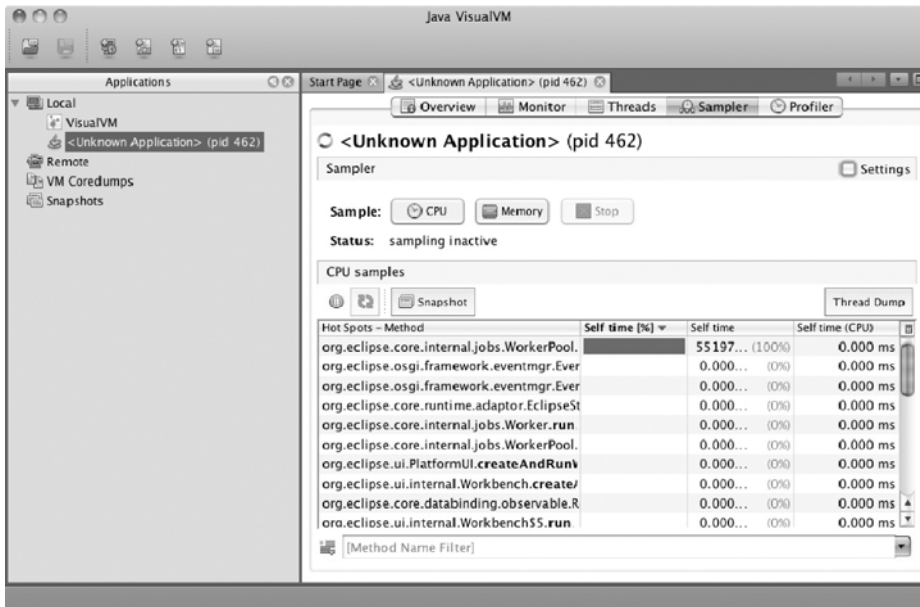 Java VisualVM
Applications
Local
VisualVM
<Unknown Application> (pid 462)
Remote
VM Coredumps
Snapshots
Start Page
<Unknown Application> (pid 462)
Overview
Monitor
Threads
Sampler
Profiler
<Unknown Application> (pid 462)
Sampler
Settings
Sample:
CPU
Memory
Stop
Status: sampling inactive
CPU samples
Snapshot
Thread Dump
Hot Spots - Method Self time [%] Self time Self time (CPU)
org.eclipse.core.internal.jobs.WorkerPool. 55197... (100%) 0.000 ms
org.eclipse.osgi.framework.eventmgr.Ever 0.000... (0%) 0.000 ms
org.eclipse.osgi.framework.eventmgr.Ever 0.000... (0%) 0.000 ms
org.eclipse.core.runtime.adaptor.EclipseSt 0.000... (0%) 0.000 ms
org.eclipse.core.internal.jobs.Worker.run 0.000... (0%) 0.000 ms
org.eclipse.core.internal.jobs.WorkerPool. 0.000... (0%) 0.000 ms
org.eclipse.ui.PlatformUI.createAndRunW 0.000... (0%) 0.000 ms
org.eclipse.ui.internal.Workbench.createA 0.000... (0%) 0.000 ms
org.eclipse.core.databinding.observable.R 0.000... (0%) 0.000 ms
org.eclipse.ui.internal.Workbench$5.run 0.000... (0%) 0.000 ms
[Method Name Filter]